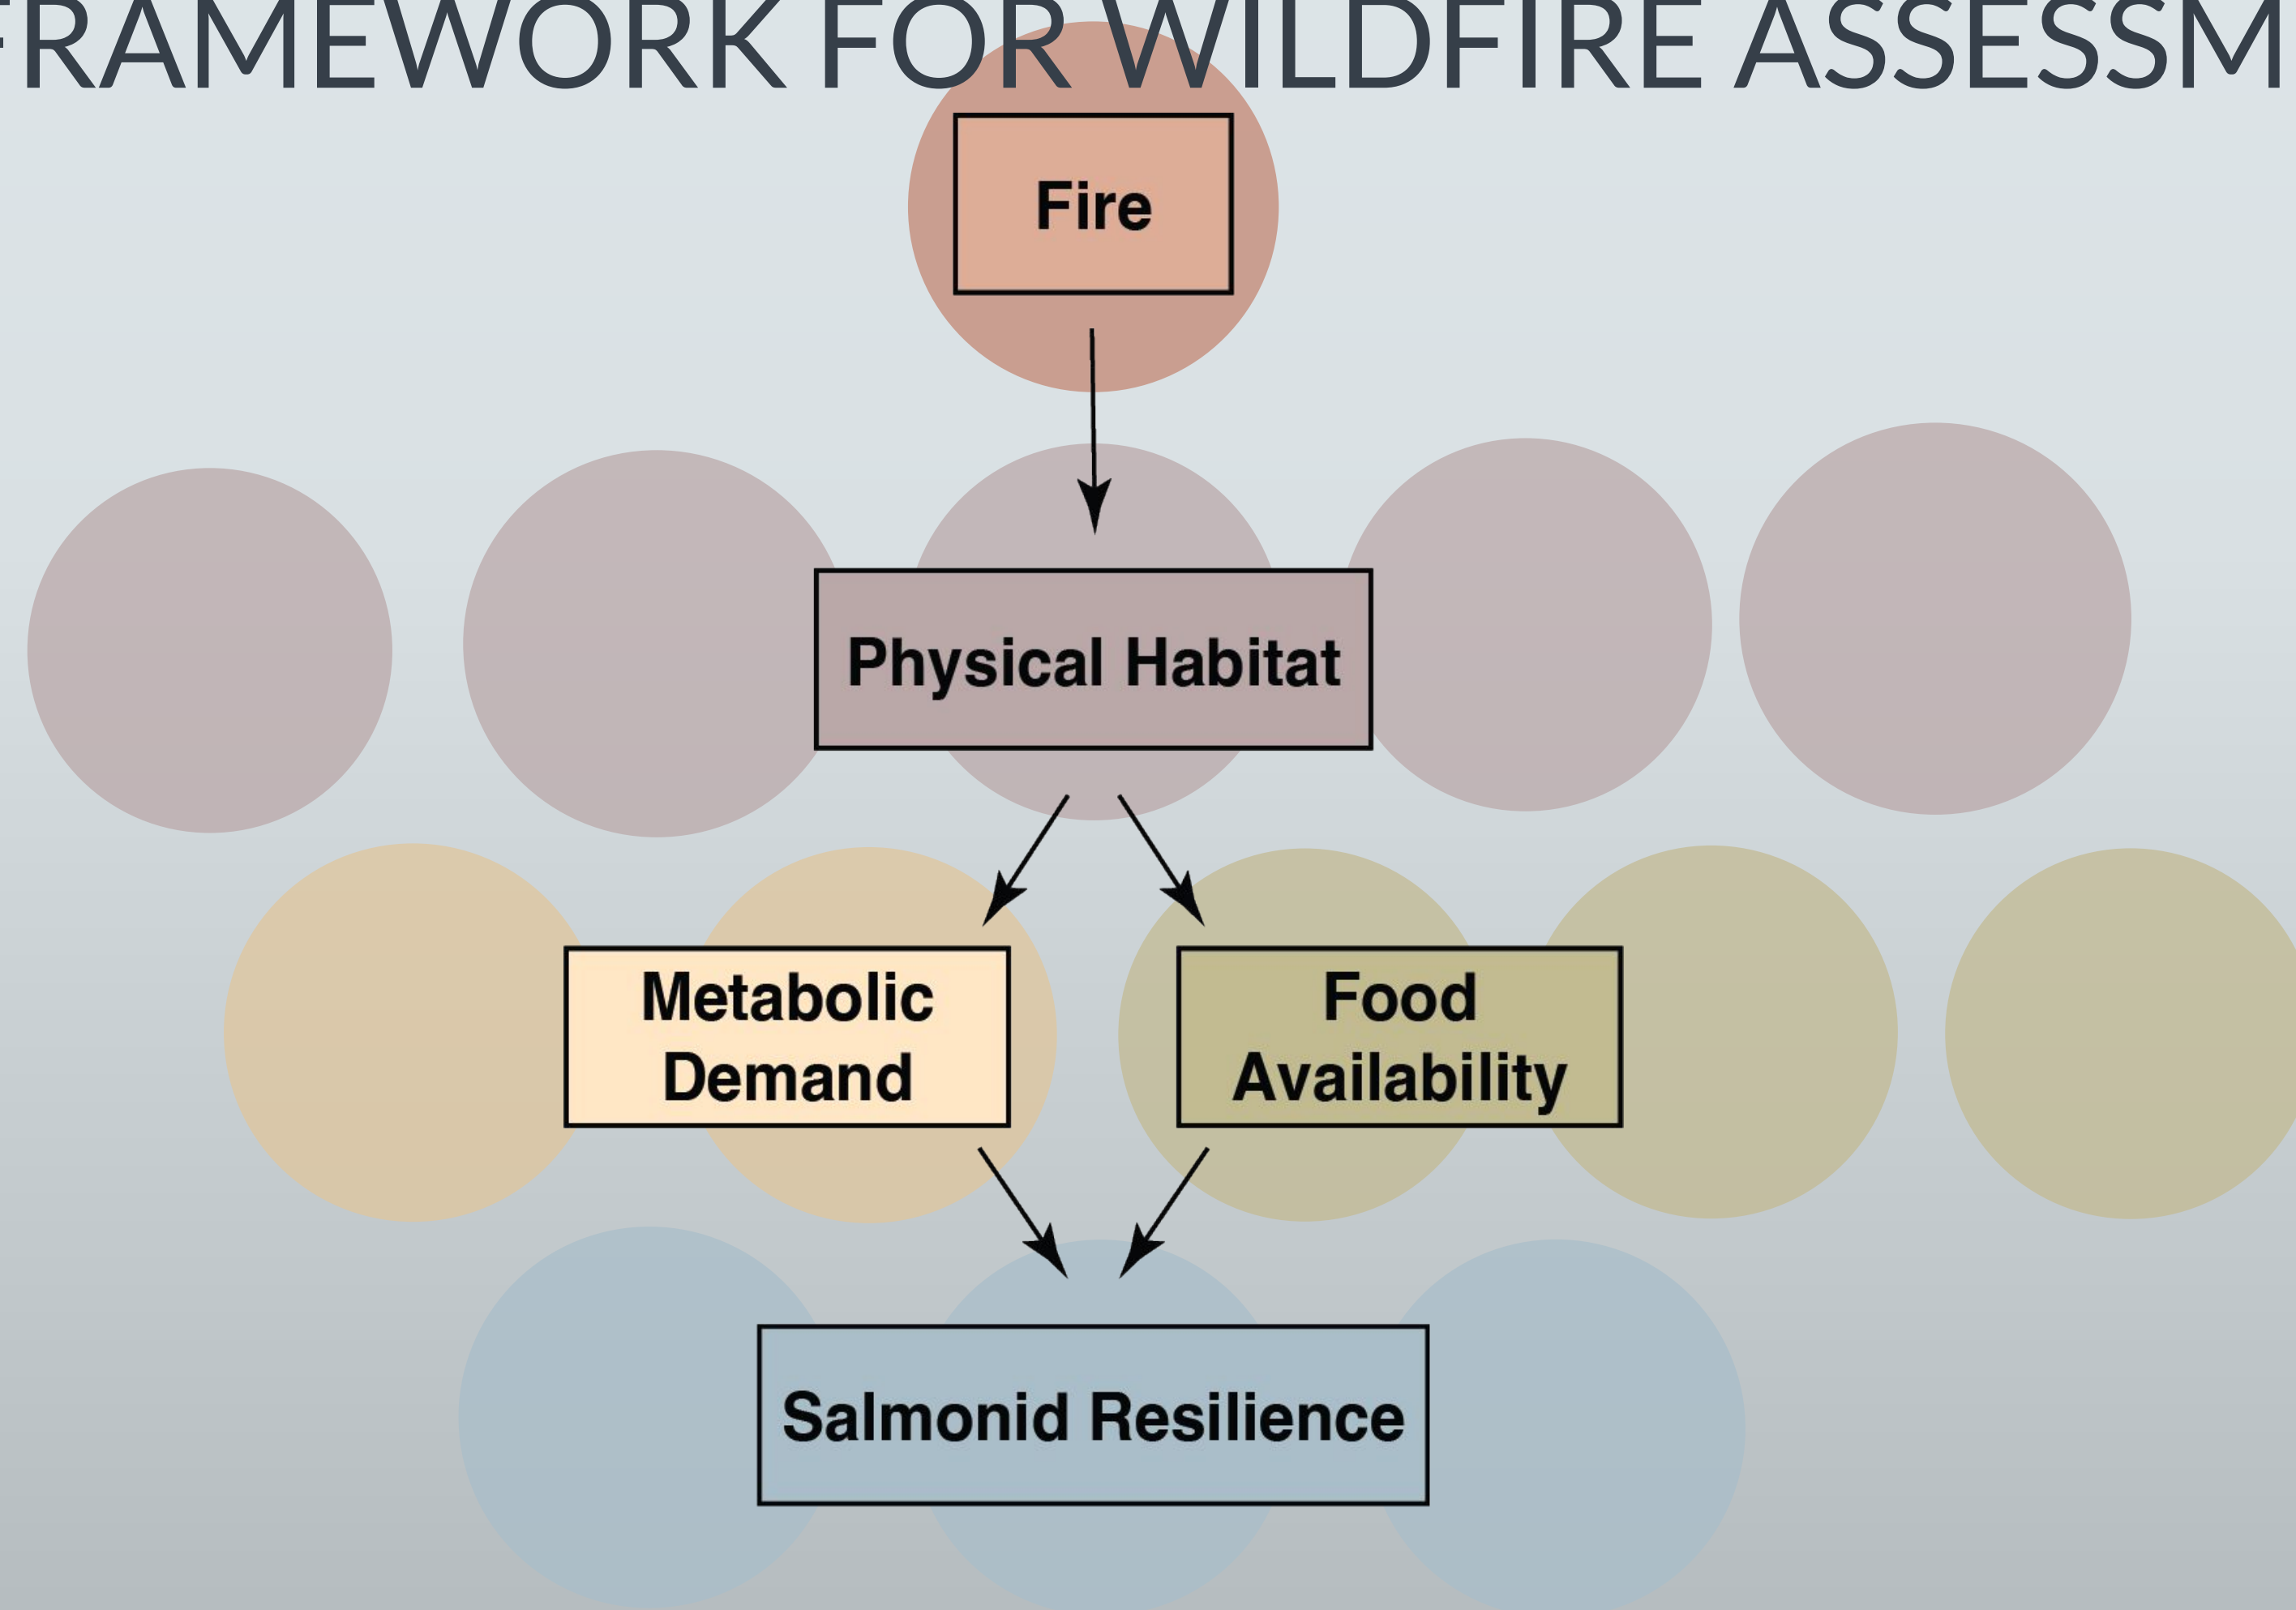 FRAMEWORK FOR WILDFIRE ASSESSM
Fire
Physical Habitat
Metabolic
Demand
Food
Availability
Salmonid Resilience